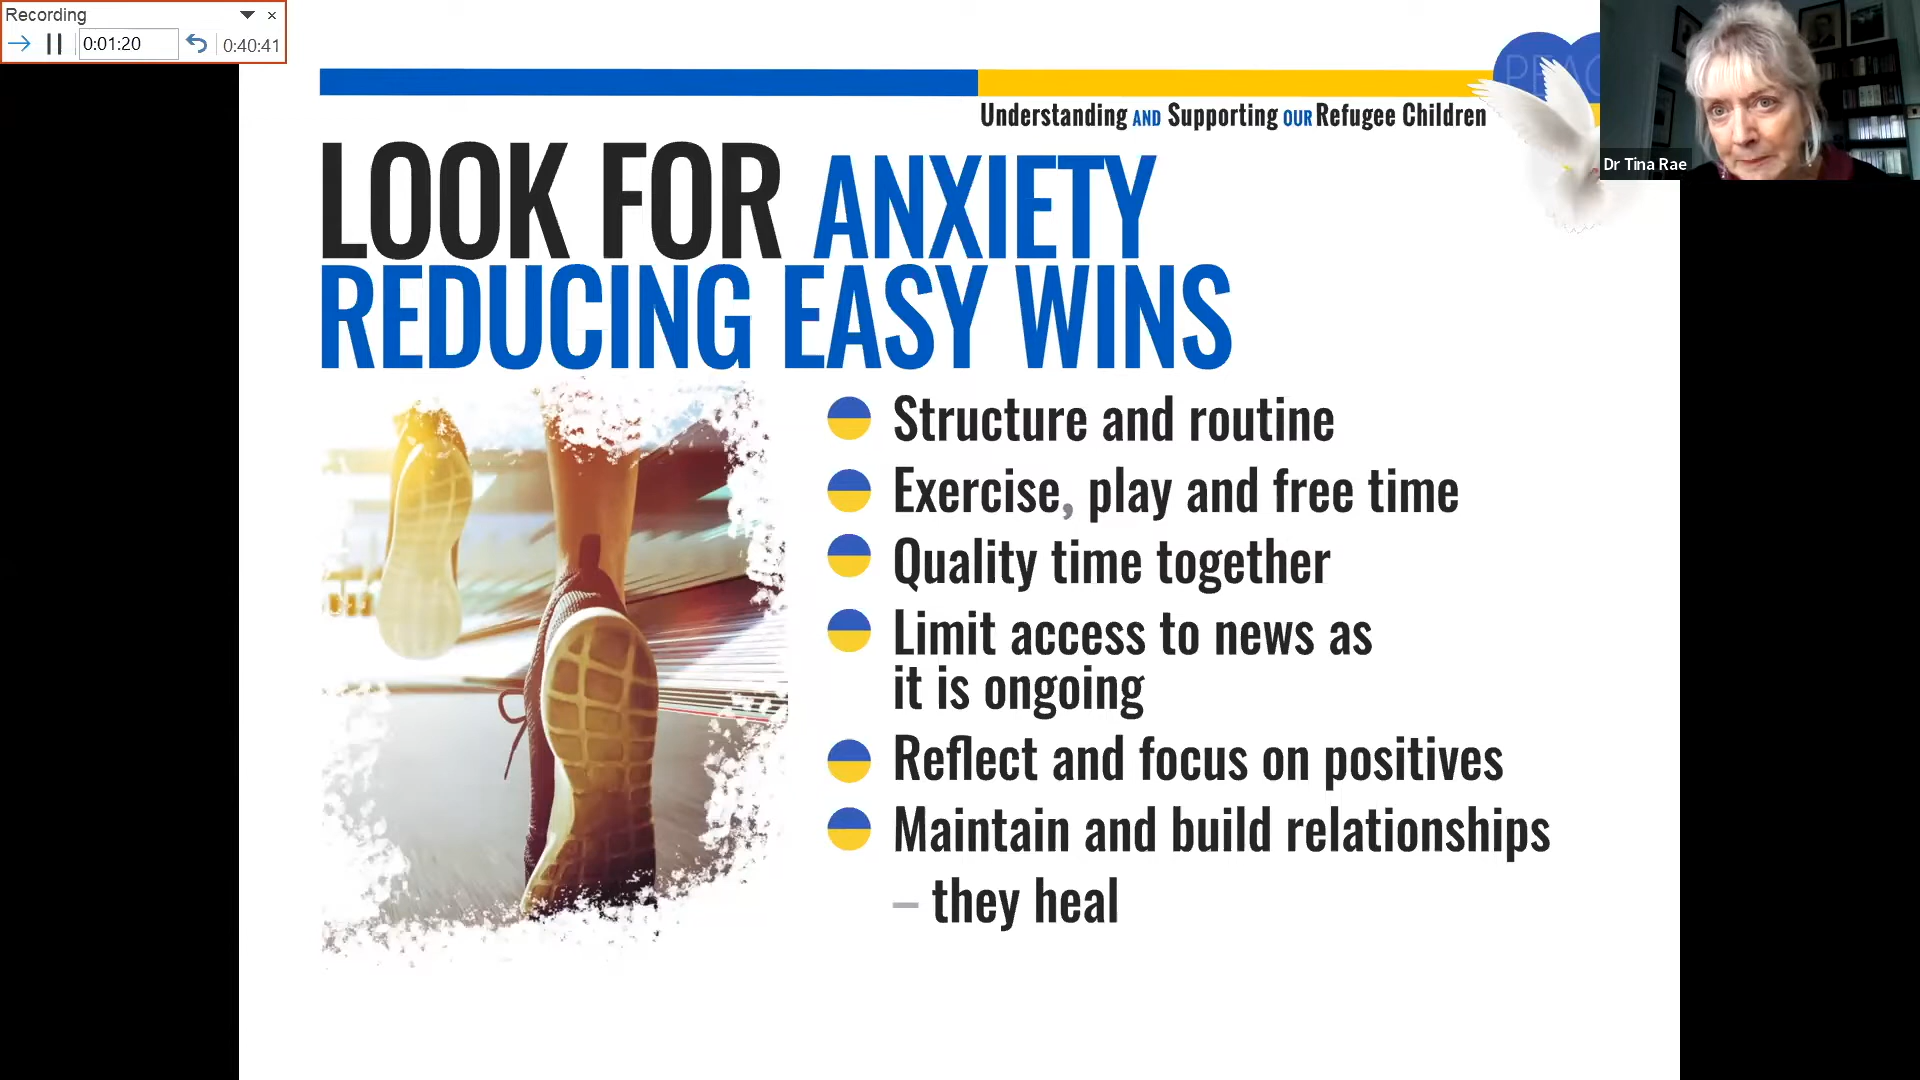 Recording
0:01:20
0:40:41
Understanding AND Supporting OUR Refugee Children
Dr Tina Rae
LOOK FOR ANXIETY
REDUCING EASY WINS
Structure and routine
Exercise, play and free time
Quality time together
Limit access to news as
it is ongoing
Reflect and focus on positives
Maintain and build relationships
– they heal